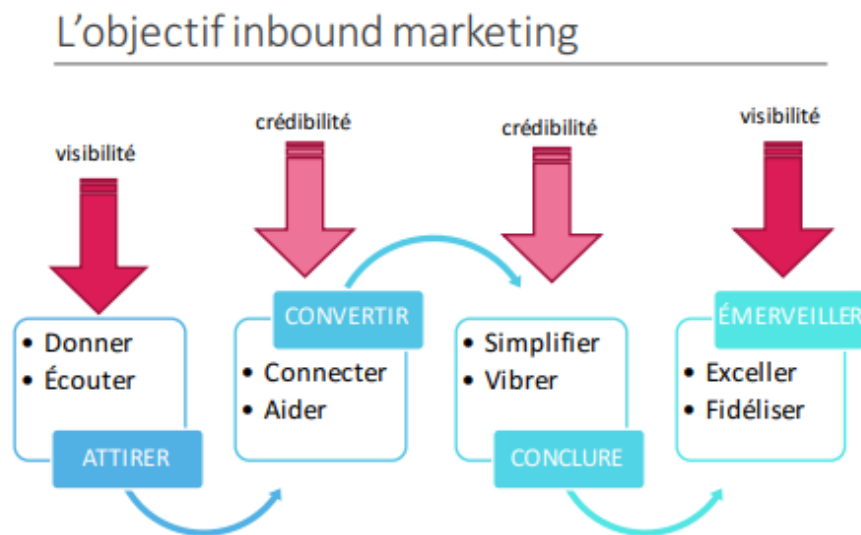 L'objectif inbound marketing
visibilité
crédibilité
crédibilité
visibilité
• Donner
• Écouter
ATTIRER
CONVERTIR
• Connecter
• Aider
• Simplifier
• Vibrer
CONCLURE
ÉMERVEILLER
• Exceller
• Fidéliser